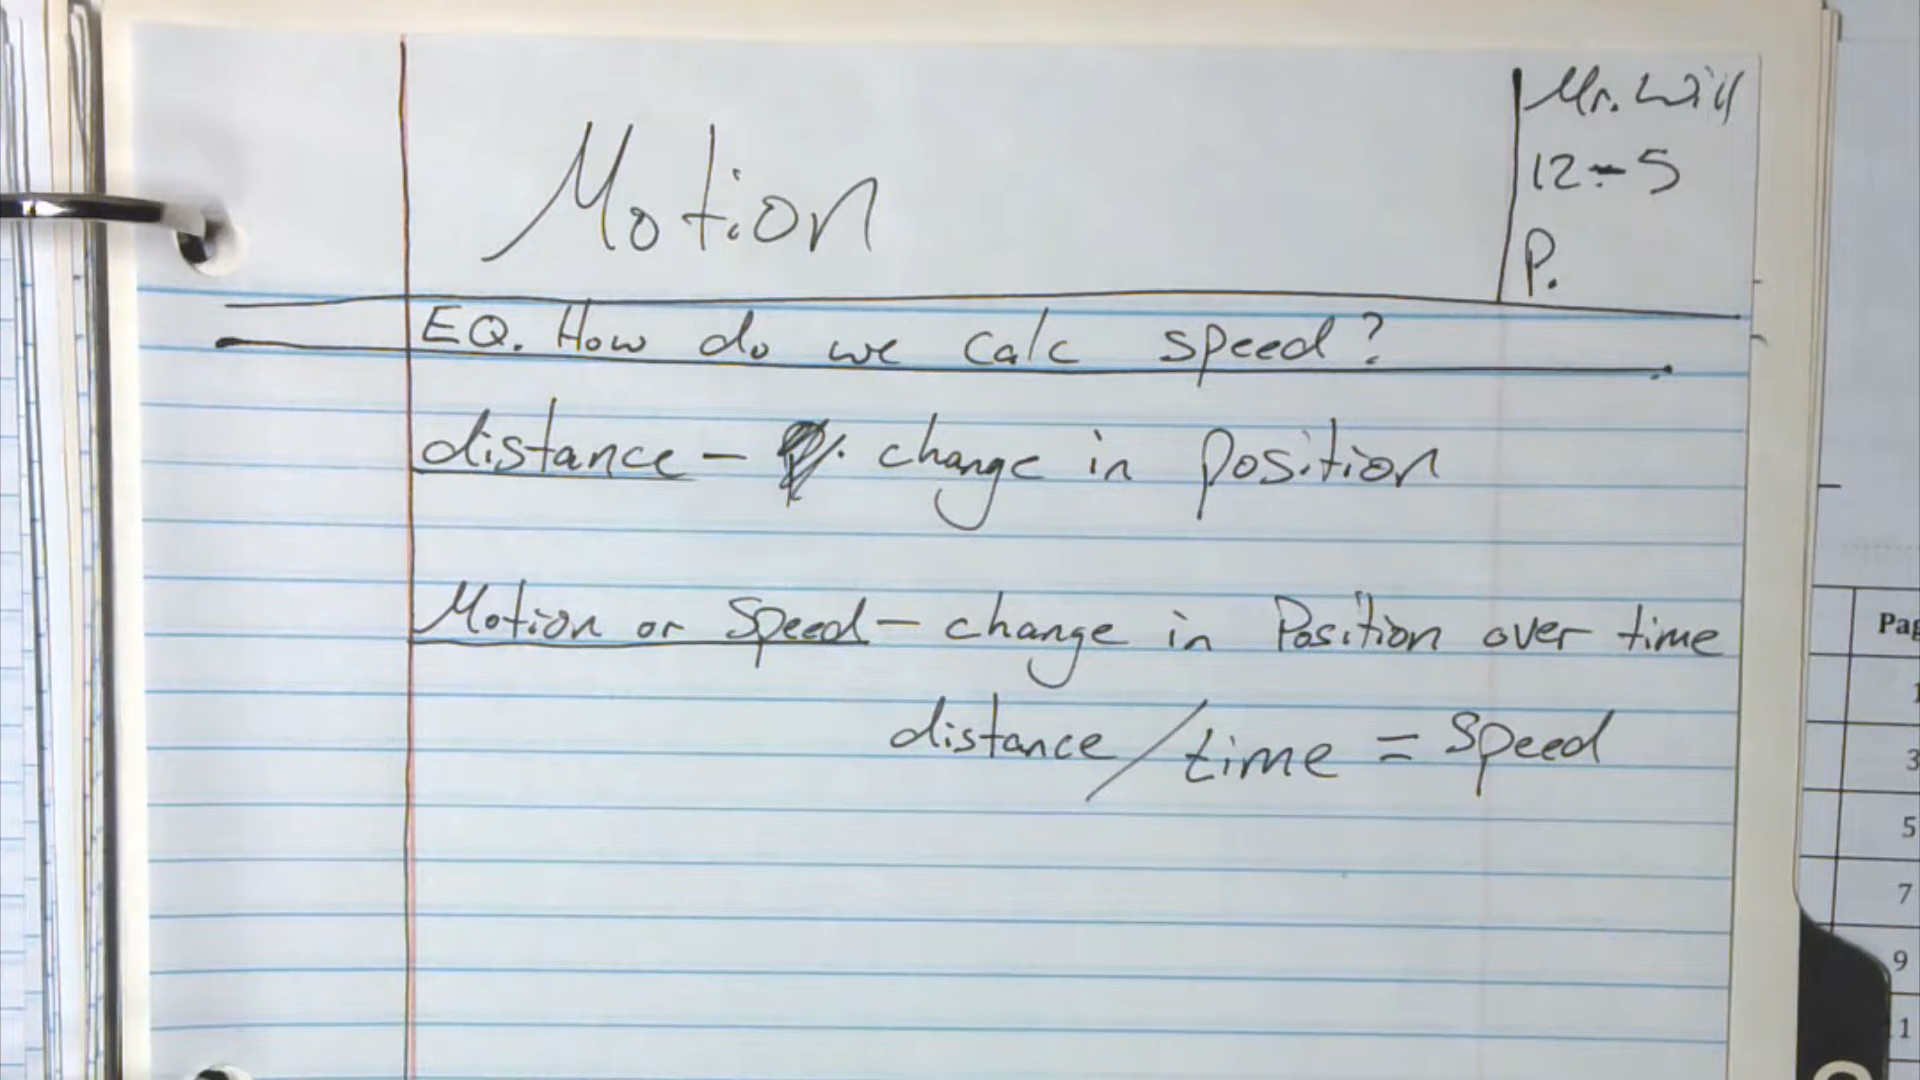 Motion
Mr. Will
12-5
P.
EQ. How do we calc speed?
distance - change in position
Motion or Speed - change in Position over time
distance/time = Speed
Pag
1
3
5
7
9
1